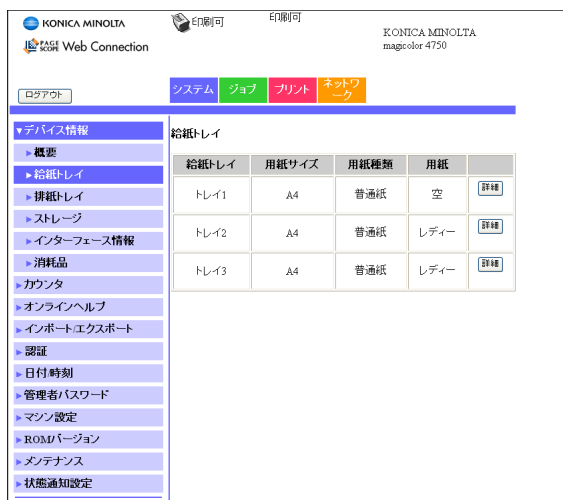 KONICA MINOLTA
印刷可
印刷可
KONICA MINOLTA
magicolor 4750
PAGE SCOPE Web Connection
ログアウト
システム
ジョブ
プリント
ネットワ
ーク
▼デバイス情報
▶概要
▶給紙トレイ
▶排紙トレイ
▶ストレージ
▶インターフェース情報
▶消耗品
▶カウンタ
▶オンラインヘルプ
▶インポート/エクスポート
▶認証
▶日付/時刻
▶管理者パスワード
▶マシン設定
▶ROMバージョン
▶メンテナンス
▶状態通知設定
給紙トレイ
給紙トレイ 用紙サイズ 用紙種類 用紙
トレイ1 A4 普通紙 空 詳細
トレイ2 A4 普通紙 レディー 詳細
トレイ3 A4 普通紙 レディー 詳細